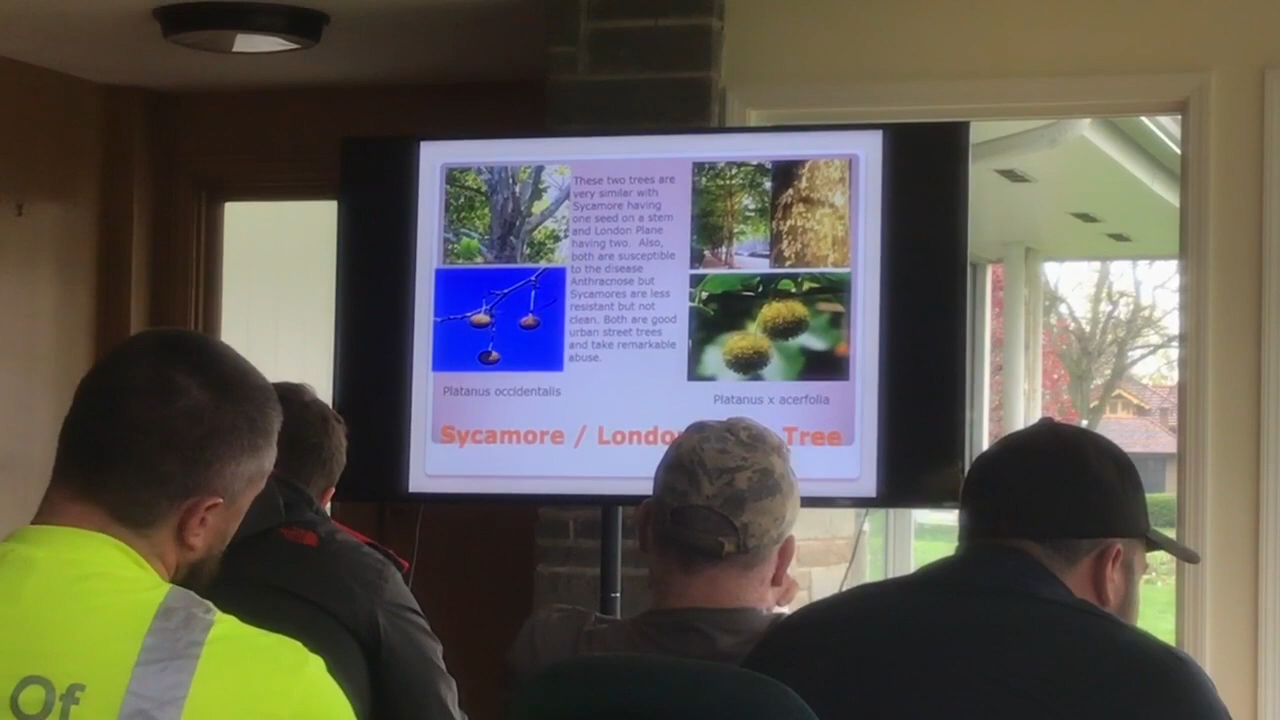 These two trees are
very similar with
Sycamore having
one seed on a stem
and London Plane
having two. Also,
both are susceptible
to the disease
Anthracnose but
Sycamores are less
resistant but not
clean. Both are good
urban street trees
and take remarkable
abuse.
Platanus occidentalis
Platanus x acerfolia
Sycamore / London Tree
Of